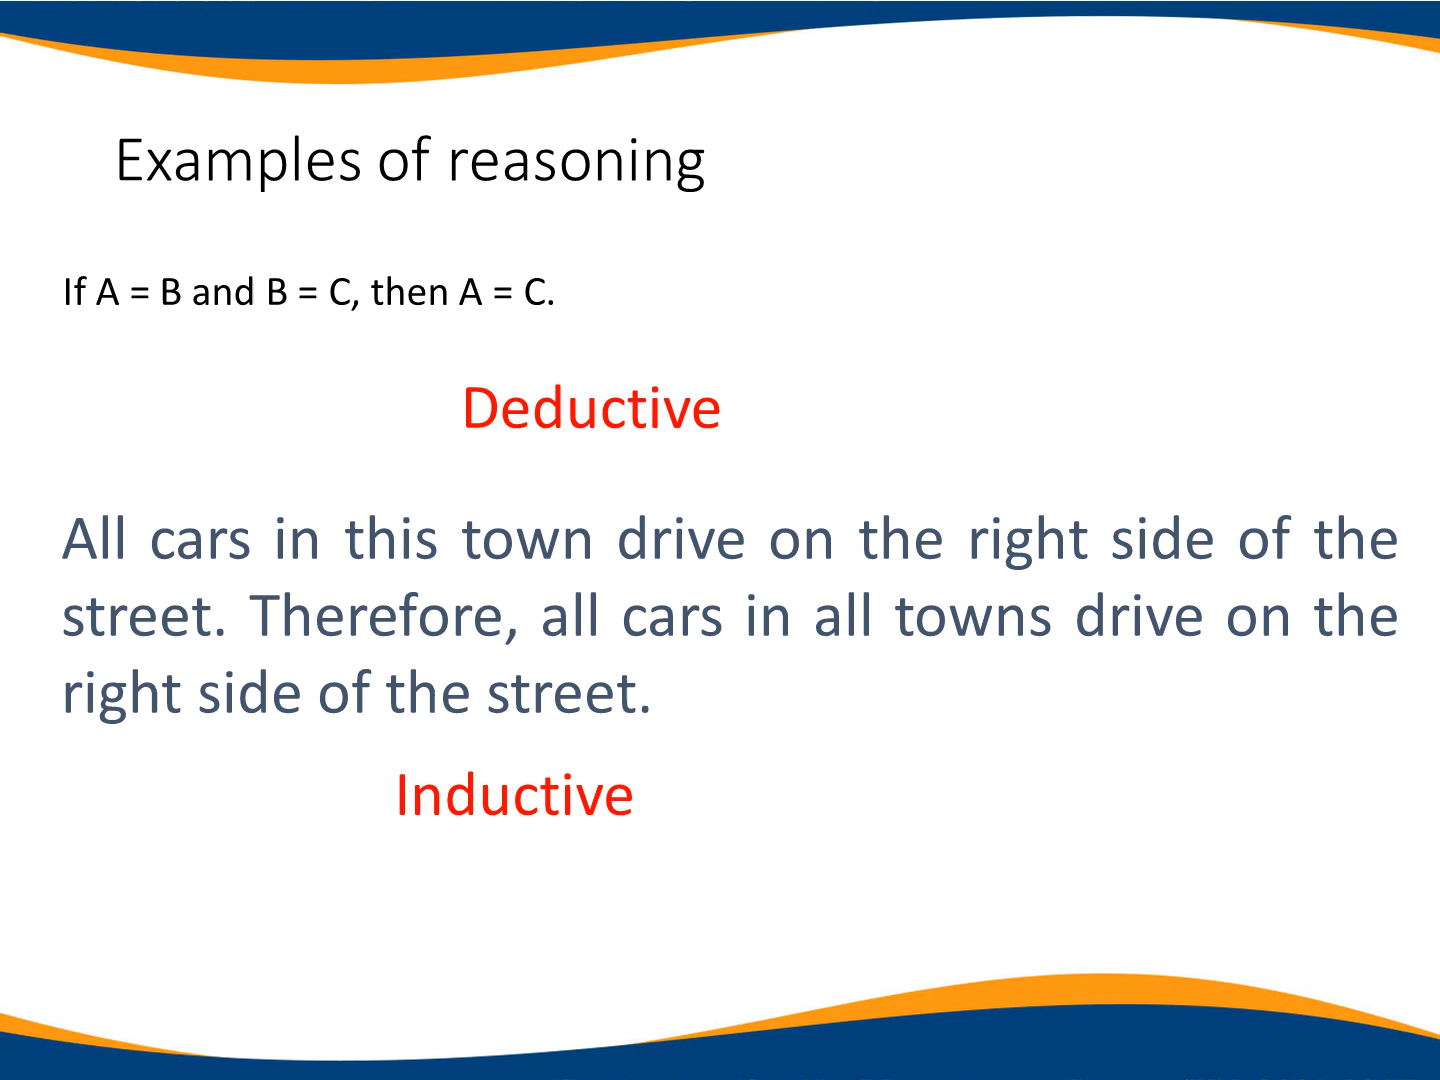 Examples of reasoning
If A = B and B = C, then A = C.
Deductive
All cars in this town drive on the right side of the
street. Therefore, all cars in all towns drive on the
right side of the street.
Inductive